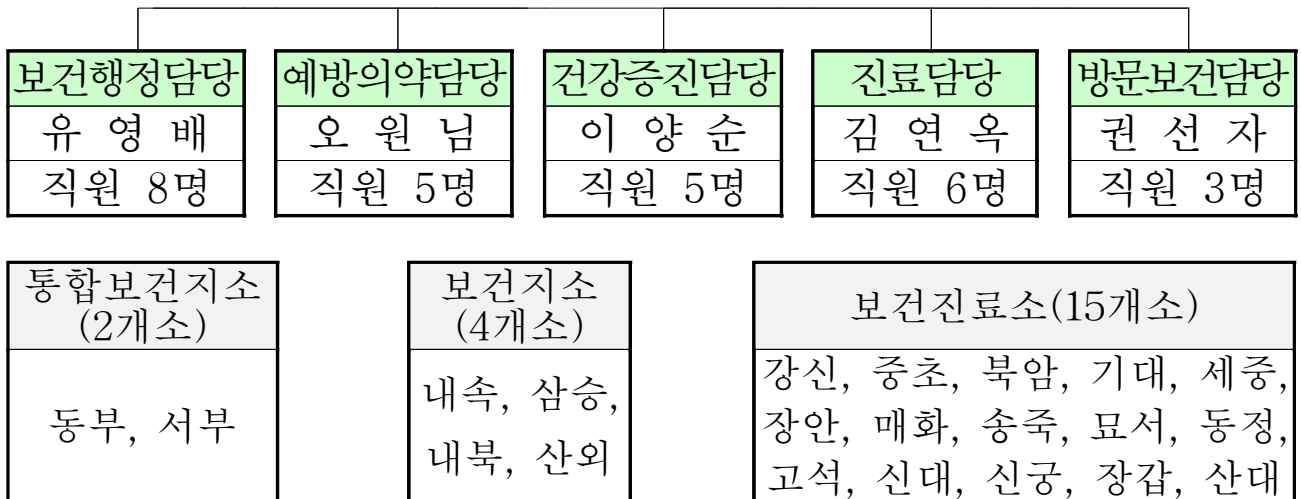 보건행정담당 예방의약담당 건강증진담당 진료담당 방문보건담당
유 영 배 오 원 님 이 양 순 김 연 옥 권 선 자
직원 8명 직원 5명 직원 5명 직원 6명 직원 3명
통합보건지소
(2개소)
동부, 서부
보건지소
(4개소)
내속, 삼승,
내북, 산외
보건진료소(15개소)
강신, 중초, 북암, 기대, 세중,
장안, 매화, 송죽, 묘서, 동정,
고석, 신대, 신궁, 장갑, 산대